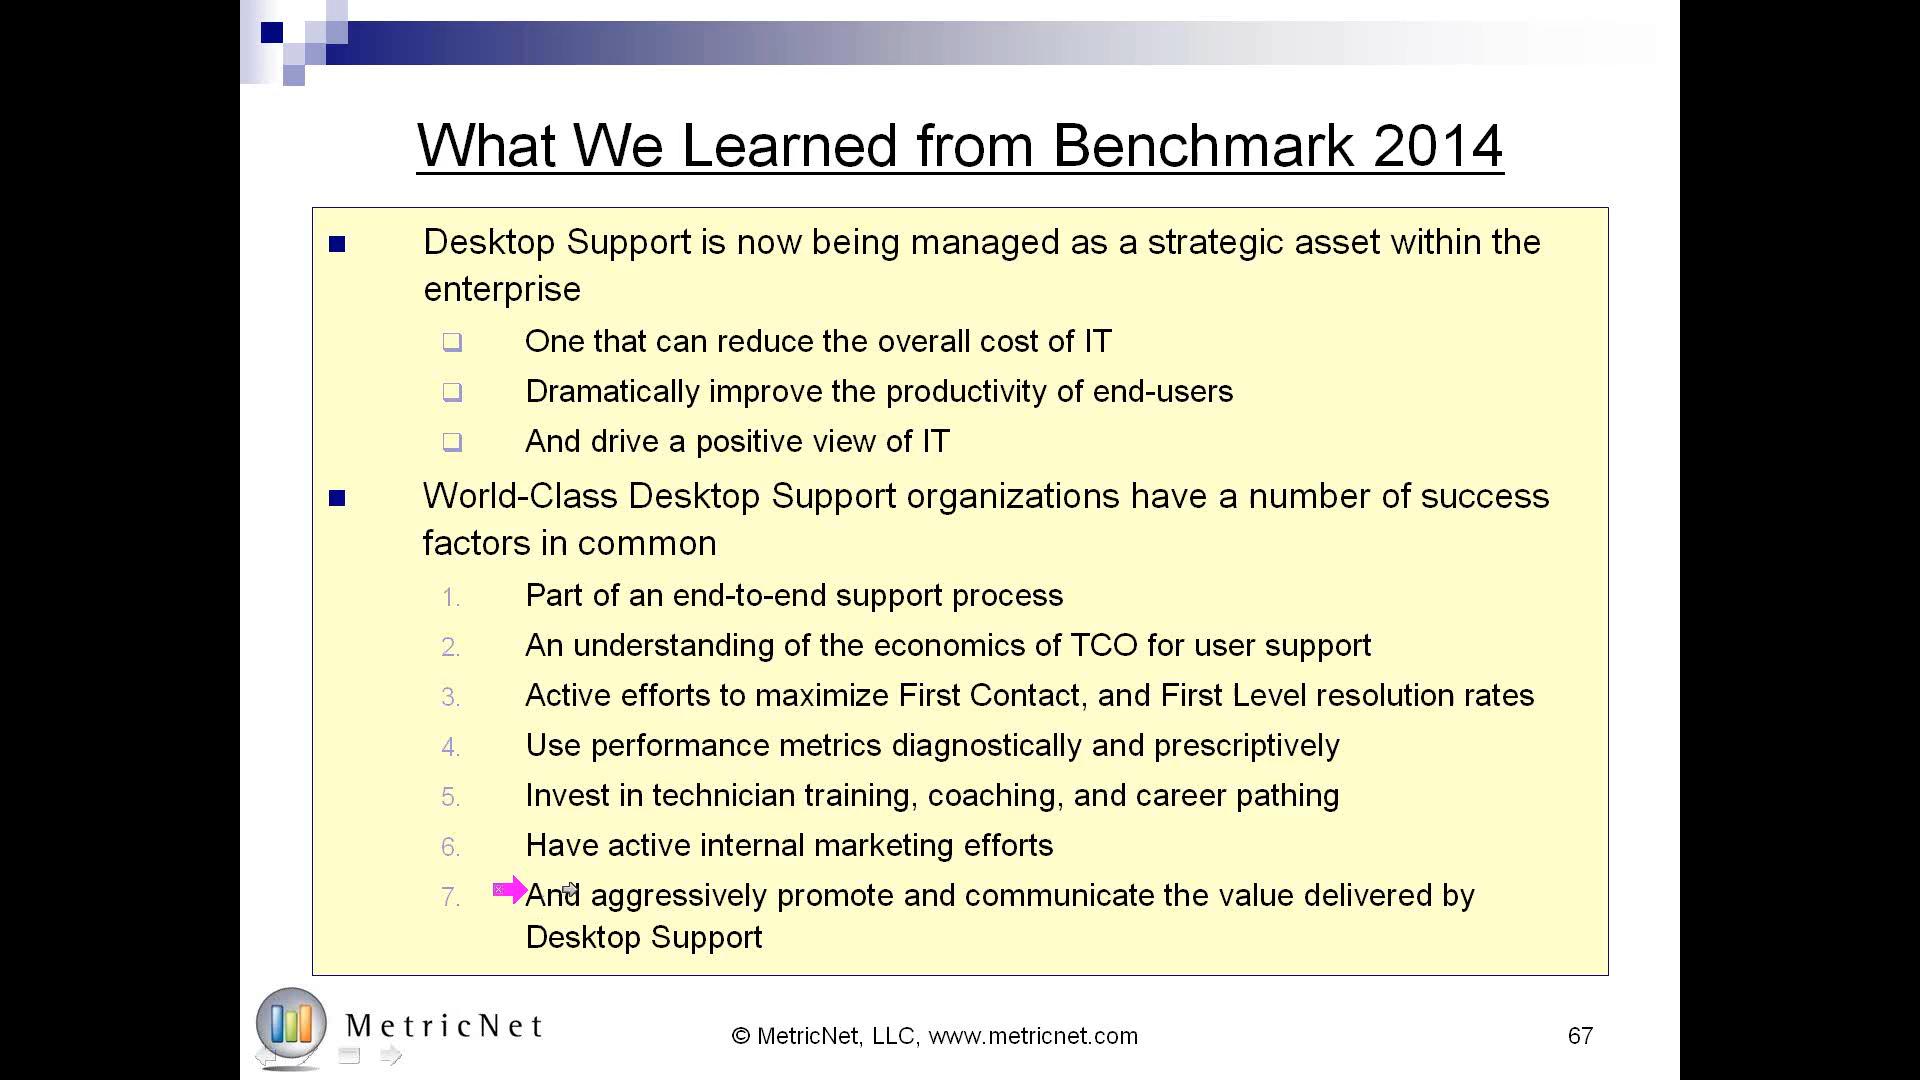 What We Learned from Benchmark 2014
Desktop Support is now being managed as a strategic asset within the
enterprise
One that can reduce the overall cost of IT
Dramatically improve the productivity of end-users
And drive a positive view of IT
World-Class Desktop Support organizations have a number of success
factors in common
1. Part of an end-to-end support process
2. An understanding of the economics of TCO for user support
3. Active efforts to maximize First Contact, and First Level resolution rates
4. Use performance metrics diagnostically and prescriptively
5. Invest in technician training, coaching, and career pathing
6. Have active internal marketing efforts
7. And aggressively promote and communicate the value delivered by
Desktop Support
MetricNet
© MetricNet, LLC, www.metricnet.com
67